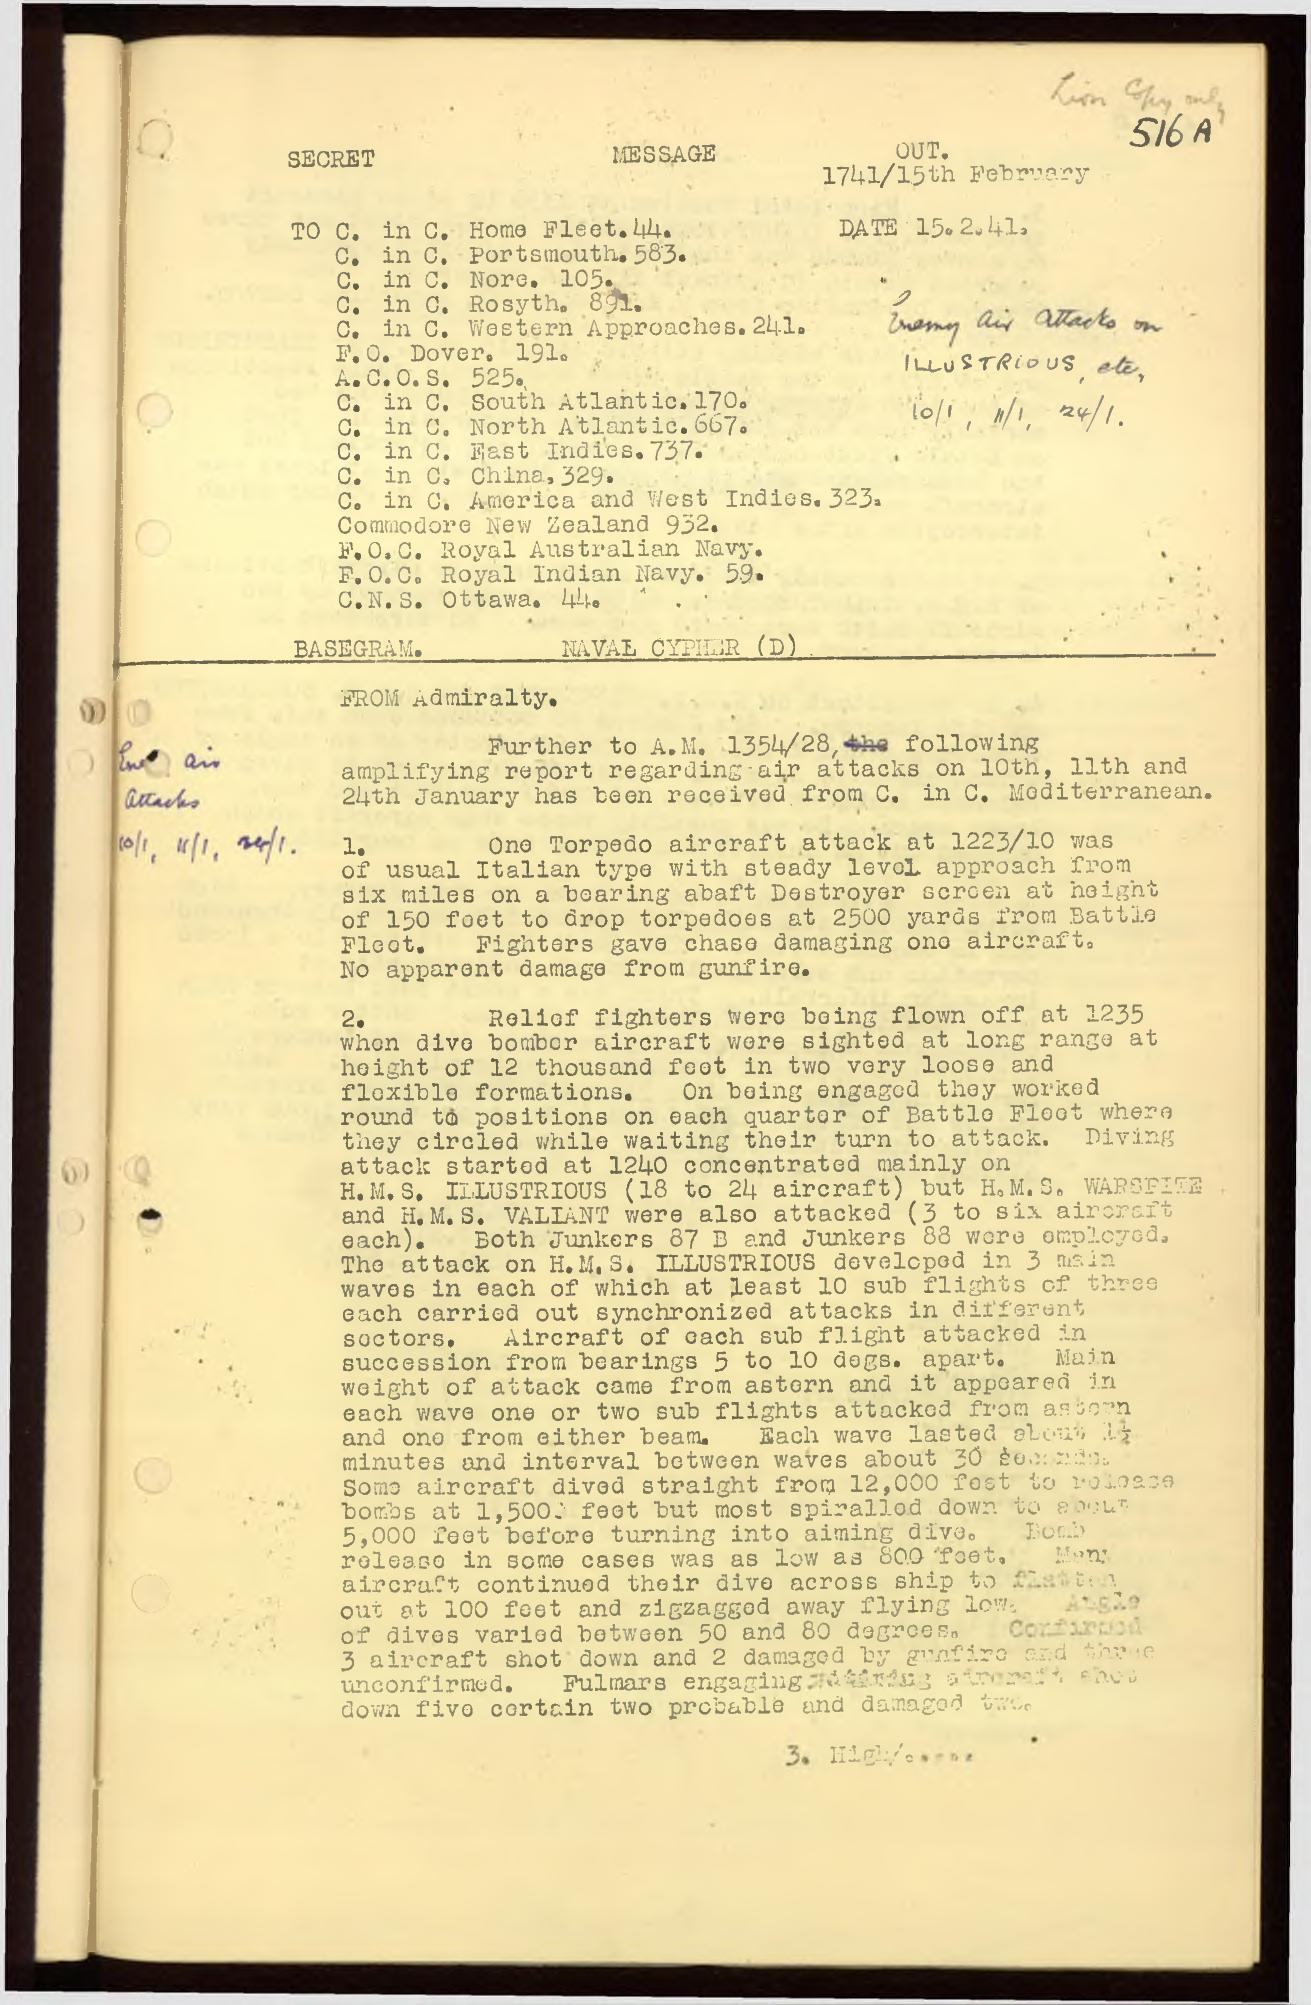 Lion Copy only
516 A
SECRET MESSAGE OUT.
1741/15th February
TO C. in C. Home Fleet.44. DATE 15.2.41.
C. in C. Portsmouth.583.
C. in C. Nore. 105.
C. in C. Rosyth. 891.
C. in C. Western Approaches.241.
F.O. Dover. 191.
A.C.O.S. 525.
C. in C. South Atlantic.170.
C. in C. North Atlantic.667.
C. in C. East Indies.737.
C. in C. China,329.
C. in C. America and West Indies.323.
Commodore New Zealand 932.
F.O.C. Royal Australian Navy.
F.O.C. Royal Indian Navy. 59.
C.N.S. Ottawa. 44.
Enemy Air Attacks on
ILLUSTRIOUS, etc,
10/1, 11/1, 24/1.
BASEGRAM. NAVAL CYPHER (D)
FROM Admiralty.
Further to A.M. 1354/28, the following
amplifying report regarding air attacks on 10th, 11th and
24th January has been received from C. in C. Mediterranean.
air
Attacks
10/1, 11/1, 24/1.
1. One Torpedo aircraft attack at 1223/10 was
of usual Italian type with steady level approach from
six miles on a bearing abaft Destroyer screen at height
of 150 feet to drop torpedoes at 2500 yards from Battle
Fleet. Fighters gave chase damaging one aircraft.
No apparent damage from gunfire.
2. Relief fighters were being flown off at 1235
when dive bomber aircraft were sighted at long range at
height of 12 thousand feet in two very loose and
flexible formations. On being engaged they worked
round to positions on each quarter of Battle Fleet where
they circled while waiting their turn to attack. Diving
attack started at 1240 concentrated mainly on
H.M.S. ILLUSTRIOUS (18 to 24 aircraft) but H.M.S. WARSPITE
and H.M.S. VALIANT were also attacked (3 to six aircraft
each). Both Junkers 87 B and Junkers 88 were employed.
The attack on H.M.S. ILLUSTRIOUS developed in 3 main
waves in each of which at least 10 sub flights of three
each carried out synchronized attacks in different
sectors. Aircraft of each sub flight attacked in
succession from bearings 5 to 10 degs. apart. Main
weight of attack came from astern and it appeared in
each wave one or two sub flights attacked from astern
and one from either beam. Each wave lasted about 1½
minutes and interval between waves about 30 seconds.
Some aircraft dived straight from 12,000 feet to release
bombs at 1,500 feet but most spiralled down to about
5,000 feet before turning into aiming dive. Bomb
release in some cases was as low as 800 feet. Many
aircraft continued their dive across ship to flatten
out at 100 feet and zigzagged away flying low. Angle
of dives varied between 50 and 80 degrees. Confirmed
3 aircraft shot down and 2 damaged by gunfire and three
unconfirmed. Fulmars engaging aircraft shot
down five certain two probable and damaged two.
3. High/.....